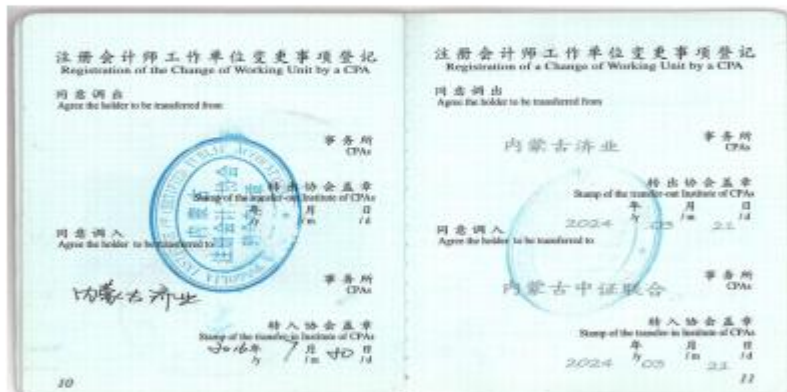 注册会计师工作单位变更事项登记
Registration of the Change of Working Unit by a CPA
同意调出
Agree the holder to be transferred from
事务所
CPAs
转出协会盖章
Stamp of the transfer-out Institute of CPAs
年 月 日
/y /m /d
同意调入
Agree the holder to be transferred to
内蒙古济业
事务所
CPAs
转入协会盖章
Stamp of the transfer-in Institute of CPAs
2016年 9月 30日
/y /m /d
10
注册会计师工作单位变更事项登记
Registration of a Change of Working Unit by a CPA
同意调出
Agree the holder to be transferred from
内蒙古济业
事务所
CPAs
转出协会盖章
Stamp of the transfer-out Institute of CPAs
年 月 日
2024 /y 03 /m 21 /d
同意调入
Agree the holder to be transferred to
内蒙古中证联合
事务所
CPAs
转入协会盖章
Stamp of the transfer-in Institute of CPAs
年 月 日
2024 /y 03 /m 21 /d
11